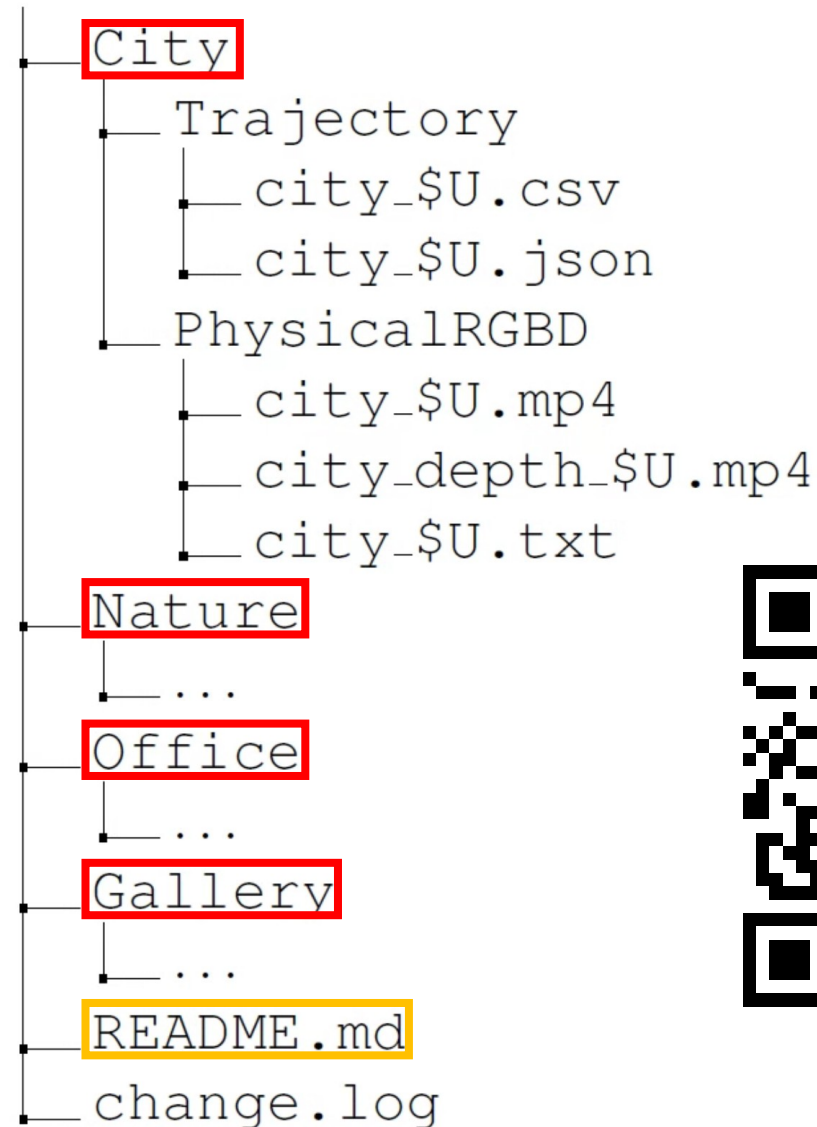 City
Trajectory
city_$U.csv
city_$U.json
PhysicalRGBD
city_$U.mp4
city_depth_$U.mp4
city_$U.txt
Nature
...
Office
...
Gallery
...
README.md
change.log